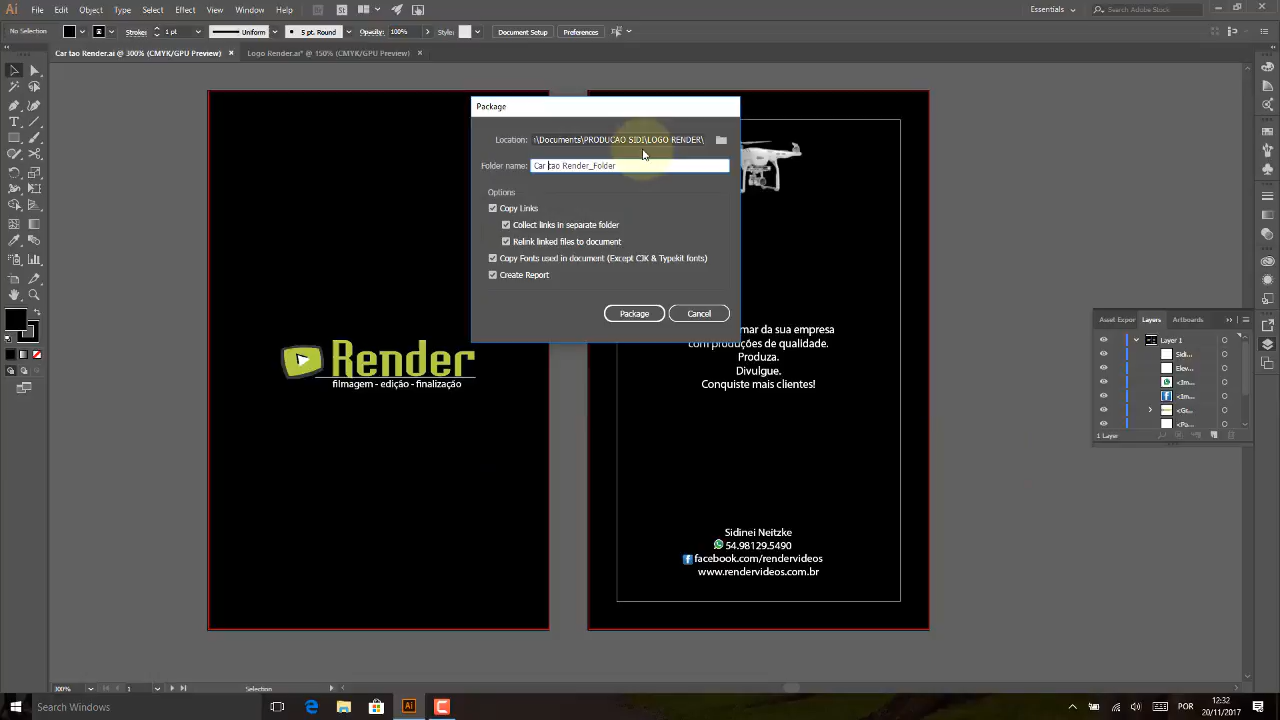 File Edit Object Type Select Effect View Window Help
Br St
Essentials
Search Adobe Stock
No Selection Stroke: 1 pt Uniform 5 pt. Round Opacity: 100% Style: Document Setup Preferences
Car tao Render.ai @ 300% (CMYK/GPU Preview) × Logo Render.ai* @ 150% (CMYK/GPU Preview) ×
Package
Location: :\Documents\PRODUCAO SIDI\LOGO RENDER\
Folder name: Car tao Render_Folder
Options
Copy Links
Collect links in separate folder
Relink linked files to document
Copy Fonts used in document (Except CJK & Typekit fonts)
Create Report
Package Cancel
Render
filmagem - edição - finalização
mar da sua empresa
com produções de qualidade.
Produza.
Divulgue.
Conquiste mais clientes!
Sidinei Neitzke
54.98129.5490
facebook.com/rendervideos
www.rendervideos.com.br
Asset Expor Layers Artboards
Layer 1
Sidi...
Elev...
<Im...
<Im...
<Gr...
<Pa...
1 Layer
300% 1 Selection
Search Windows
Ai
POR
12:32
20/11/2017